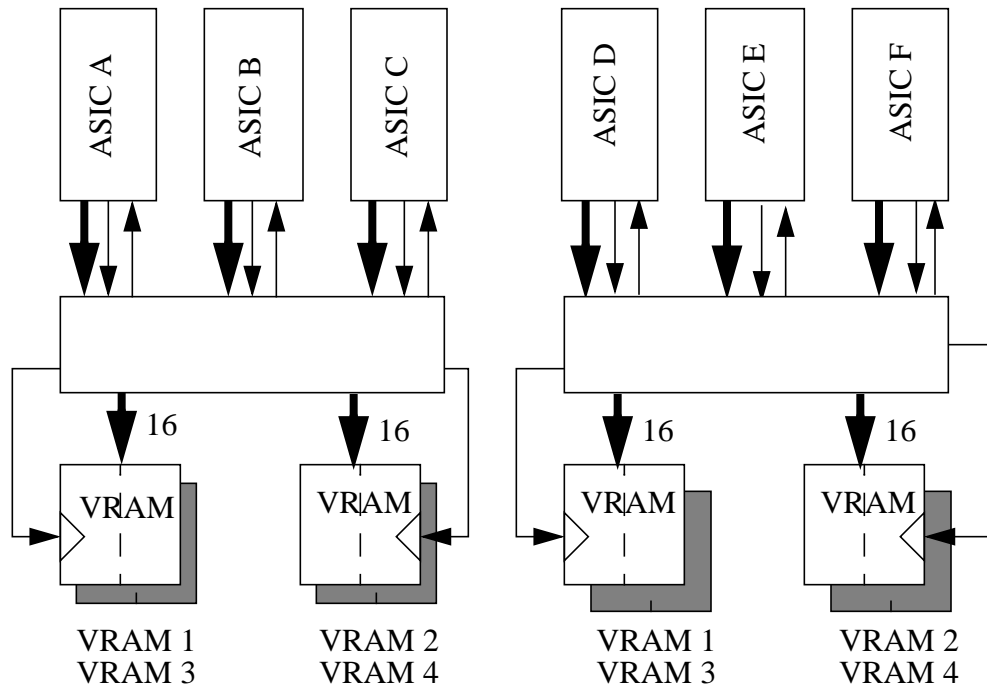 ASIC A
ASIC B
ASIC C
ASIC D
ASIC E
ASIC F
16
16
16
16
VRAM
VRAM
VRAM
VRAM
VRAM 1
VRAM 3
VRAM 2
VRAM 4
VRAM 1
VRAM 3
VRAM 2
VRAM 4